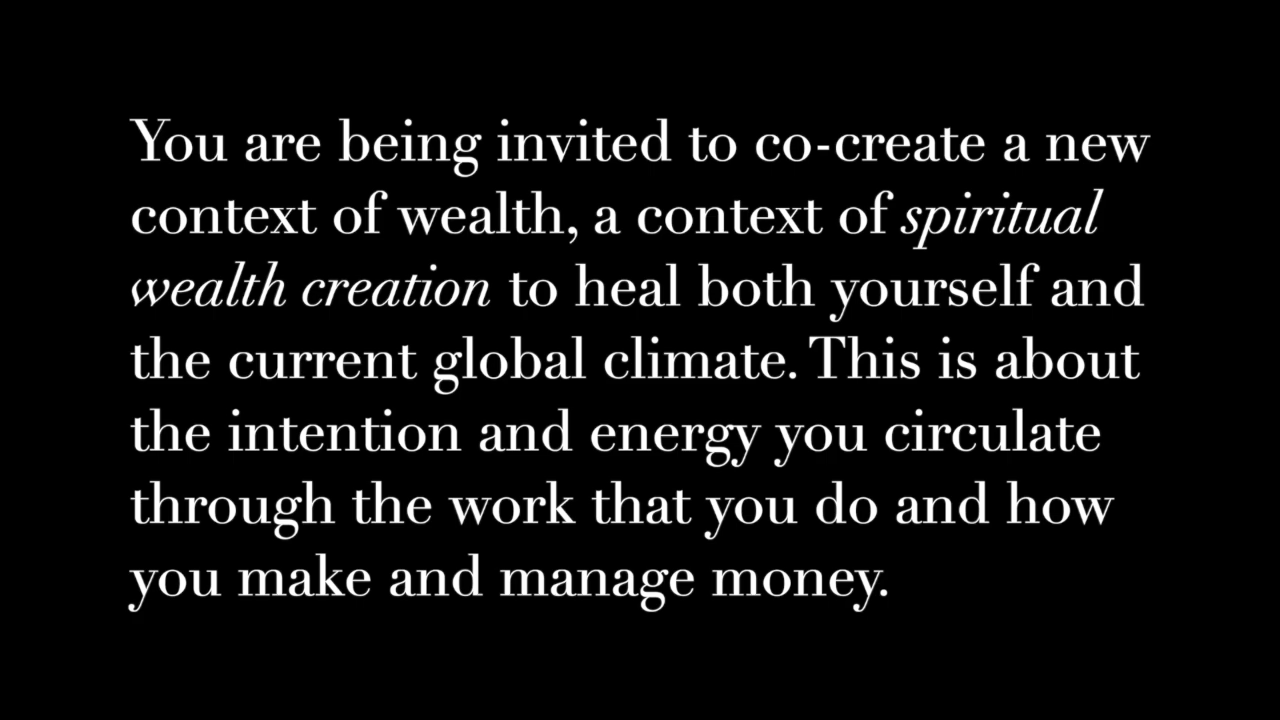 You are being invited to co-create a new
context of wealth, a context of spiritual
wealth creation to heal both yourself and
the current global climate. This is about
the intention and energy you circulate
through the work that you do and how
you make and manage money.